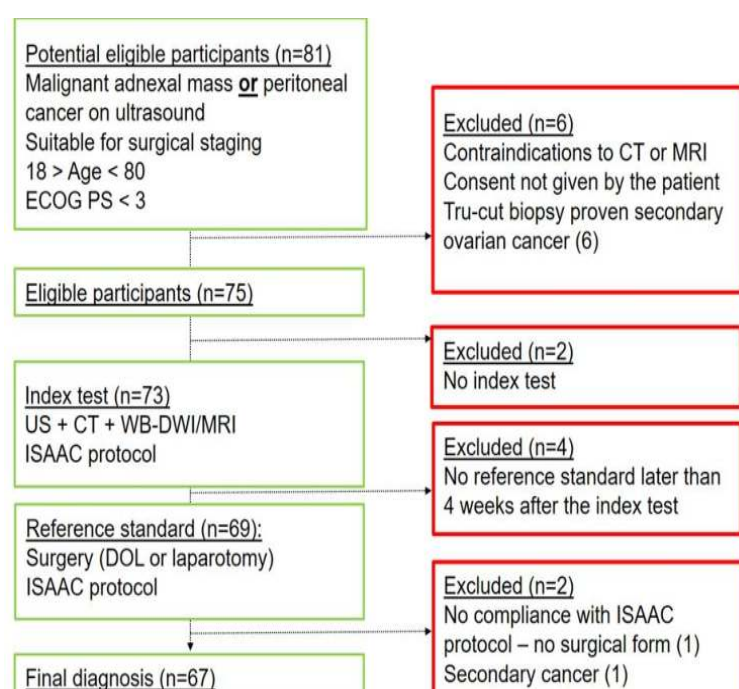 Potential eligible participants (n=81)
Malignant adnexal mass or peritoneal
cancer on ultrasound
Suitable for surgical staging
18 > Age < 80
ECOG PS < 3
Excluded (n=6)
Contraindications to CT or MRI
Consent not given by the patient
Tru-cut biopsy proven secondary
ovarian cancer (6)
Eligible participants (n=75)
Excluded (n=2)
No index test
Index test (n=73)
US + CT + WB-DWI/MRI
ISAAC protocol
Excluded (n=4)
No reference standard later than
4 weeks after the index test
Reference standard (n=69):
Surgery (DOL or laparotomy)
ISAAC protocol
Excluded (n=2)
No compliance with ISAAC
protocol – no surgical form (1)
Secondary cancer (1)
Final diagnosis (n=67)